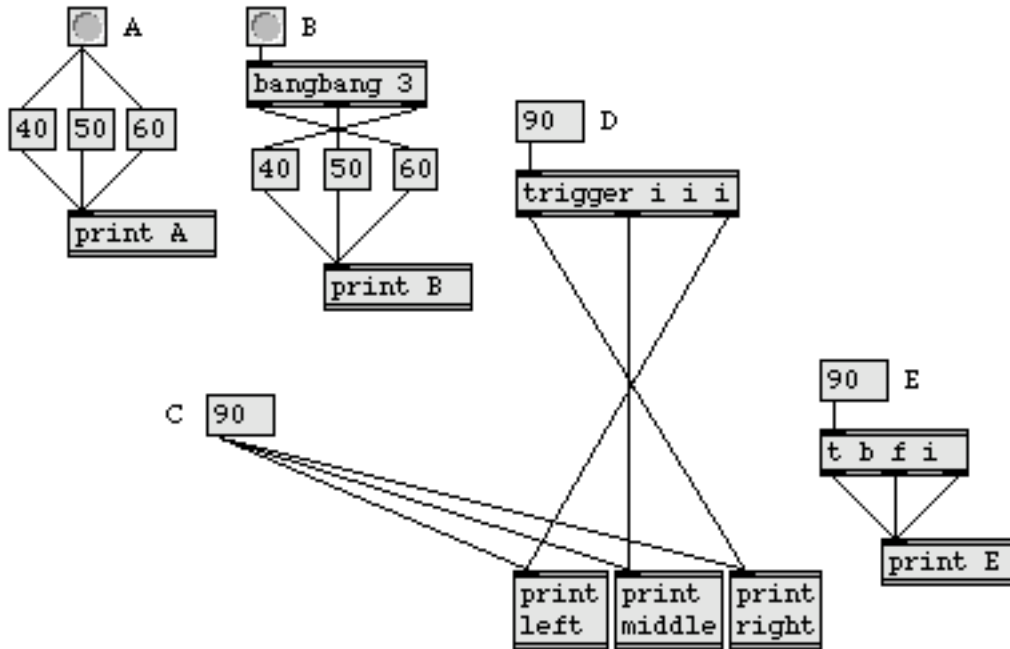 A
B
bangbang 3
40
50
60
40
50
60
print A
print B
90
D
trigger i i i
C
90
90
E
t b f i
print E
print
left
print
middle
print
right